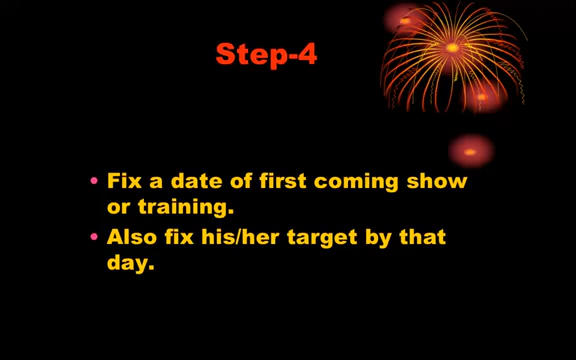 Step-4
• Fix a date of first coming show
or training.
• Also fix his/her target by that
day.